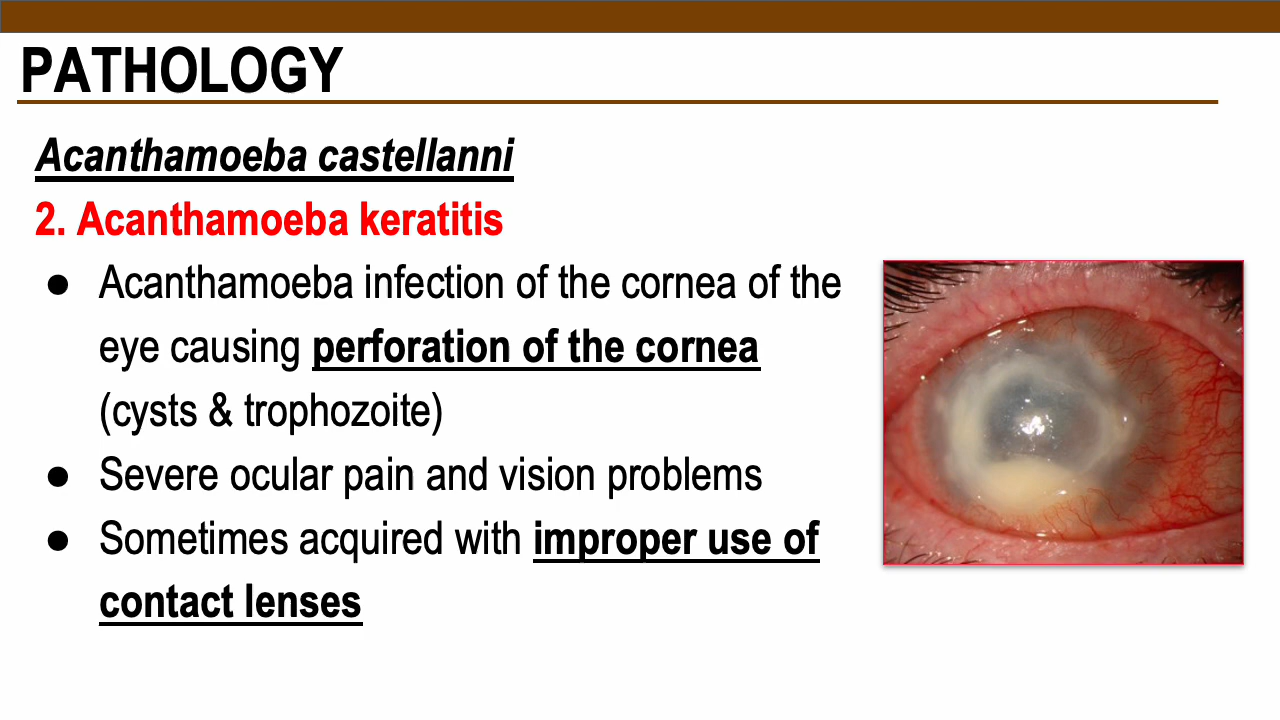 PATHOLOGY
Acanthamoeba castellanni
2. Acanthamoeba keratitis
● Acanthamoeba infection of the cornea of the
eye causing perforation of the cornea
(cysts & trophozoite)
● Severe ocular pain and vision problems
● Sometimes acquired with improper use of
contact lenses